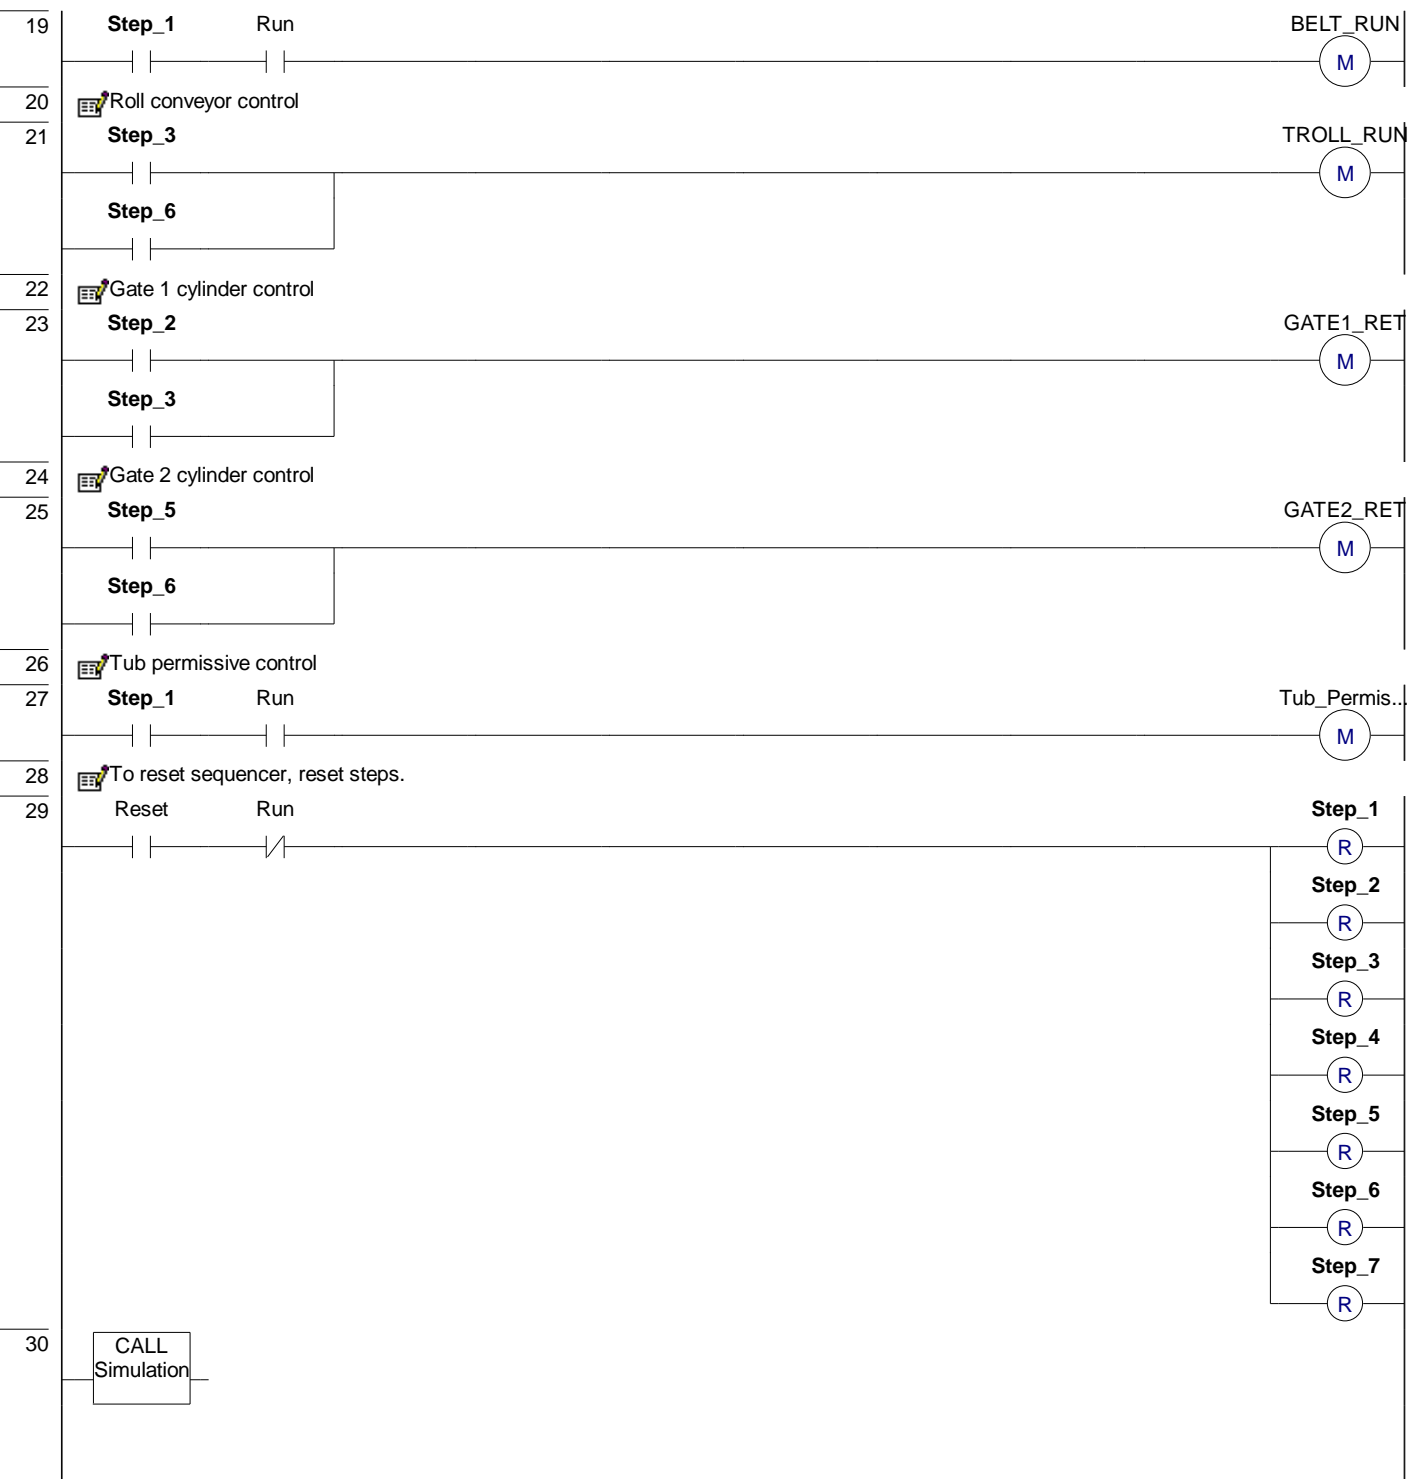 19
Step_1 Run BELT_RUN
M
20 Roll conveyor control
21 Step_3 TROLL_RUN
M
Step_6
22 Gate 1 cylinder control
23 Step_2 GATE1_RET
M
Step_3
24 Gate 2 cylinder control
25 Step_5 GATE2_RET
M
Step_6
26 Tub permissive control
27 Step_1 Run Tub_Permis...
M
28 To reset sequencer, reset steps.
29 Reset Run Step_1
R
Step_2
R
Step_3
R
Step_4
R
Step_5
R
Step_6
R
Step_7
R
30 CALL
Simulation